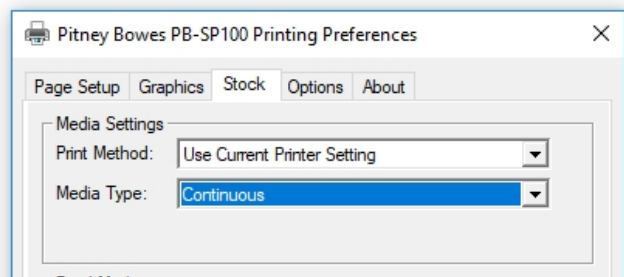 Pitney Bowes PB-SP100 Printing Preferences
Page Setup Graphics Stock Options About
Media Settings
Print Method: Use Current Printer Setting
Media Type: Continuous